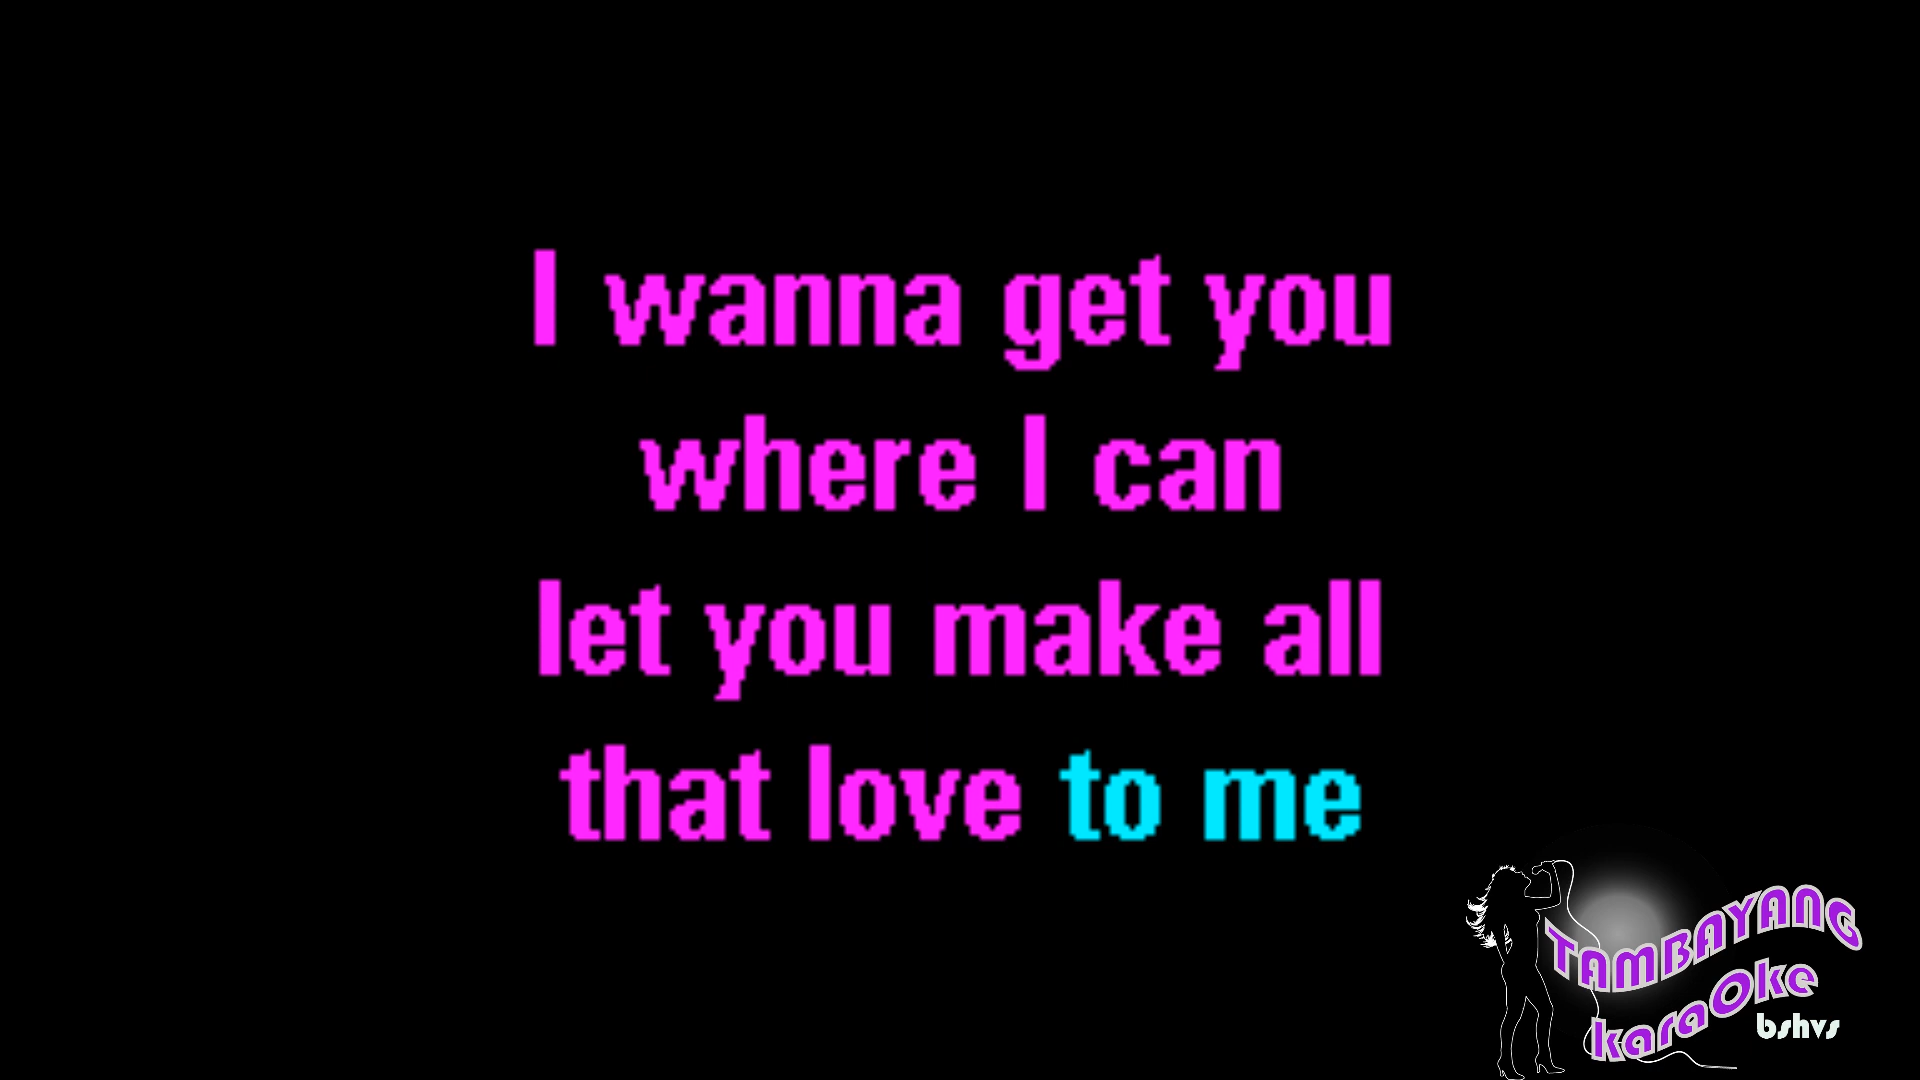 I wanna get you
where I can
let you make all
that love to me
TAMBAYANG
karaOke
bshvs